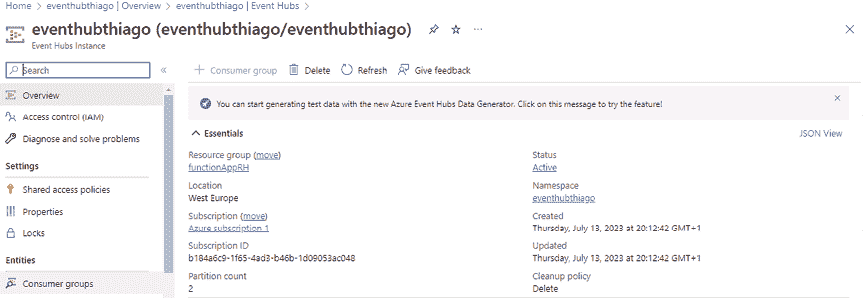 Home > eventhubthiago | Overview > eventhubthiago | Event Hubs >
eventhubthiago (eventhubthiago/eventhubthiago)
Event Hubs Instance
Search
+ Consumer group Delete Refresh Give feedback
Overview
Access control (IAM)
Diagnose and solve problems
Settings
Shared access policies
Properties
Locks
Entities
Consumer groups
You can start generating test data with the new Azure Event Hubs Data Generator. Click on this message to try the feature!
Essentials
JSON View
Resource group (move)
functionAppRH
Location
West Europe
Subscription (move)
Azure subscription 1
Subscription ID
b184a6c9-1f65-4ad3-b46b-1d09053ac048
Partition count
2
Status
Active
Namespace
eventhubthiago
Created
Thursday, July 13, 2023 at 20:12:42 GMT+1
Updated
Thursday, July 13, 2023 at 20:12:42 GMT+1
Cleanup policy
Delete